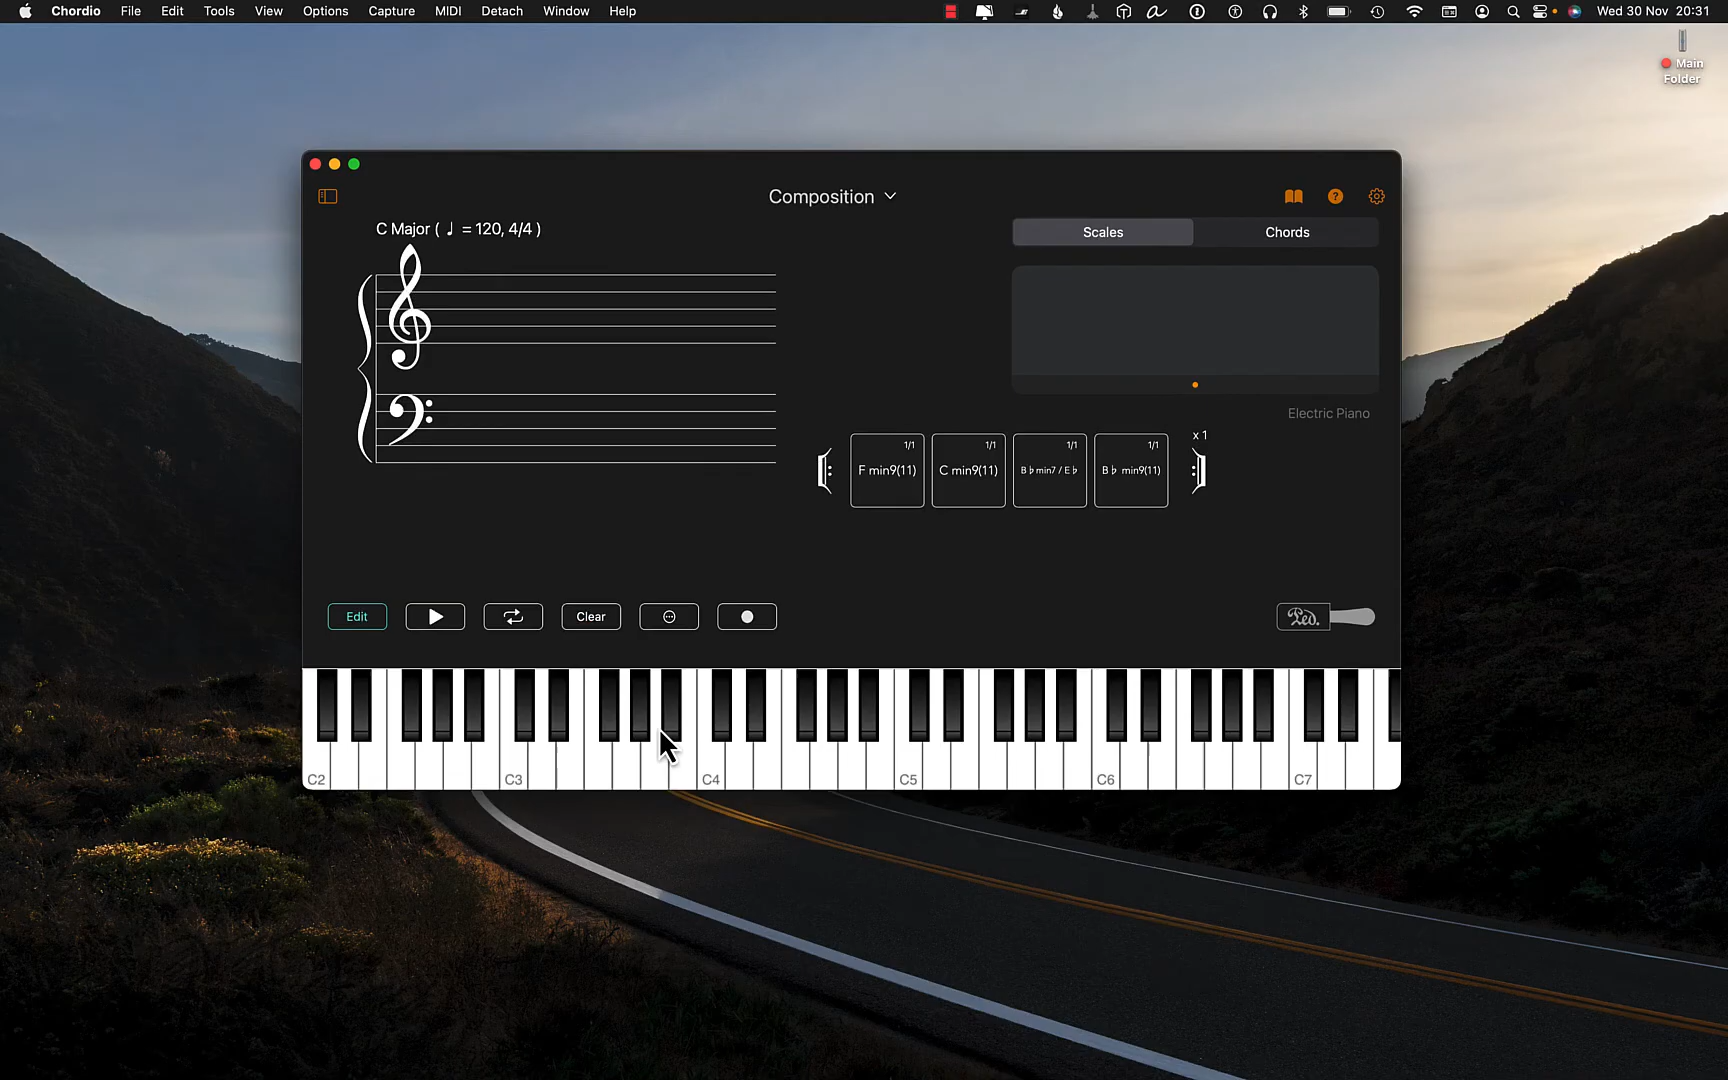 Chordio File Edit Tools View Options Capture MIDI Detach Window Help Wed 30 Nov 20:31
Main
Folder
Composition
C Major ( ♩ = 120, 4/4 )
Scales Chords
Electric Piano
x 1
1/1 1/1 1/1 1/1
F min9(11) C min9(11) B♭min7 / E♭ B♭ min9(11)
Edit Clear Ped.
C2 C3 C4 C5 C6 C7